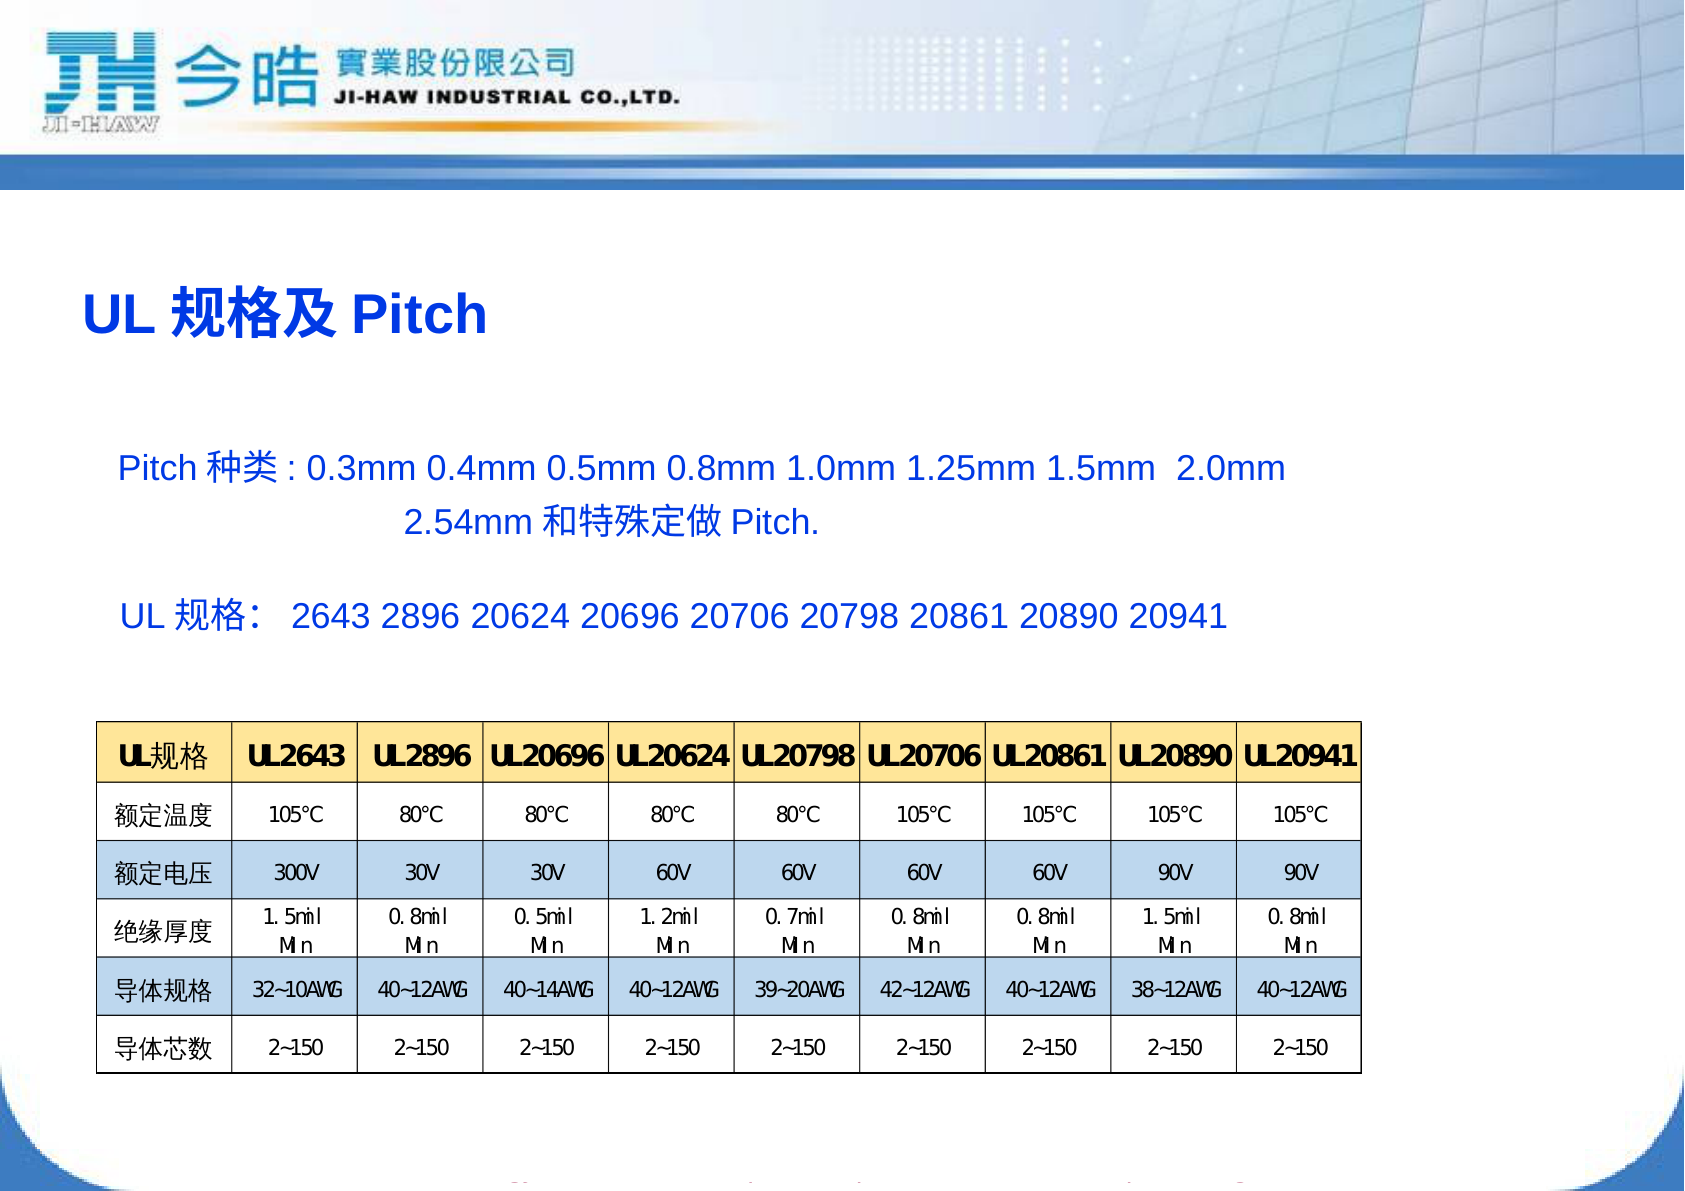 今皓 實業股份限公司
JI-HAW INDUSTRIAL CO.,LTD.
JI-HAW
UL 规格及 Pitch
Pitch 种类 : 0.3mm 0.4mm 0.5mm 0.8mm 1.0mm 1.25mm 1.5mm 2.0mm
2.54mm 和特殊定做 Pitch.
UL 规格： 2643 2896 20624 20696 20706 20798 20861 20890 20941
UL规格 UL2643 UL2896 UL20696 UL20624 UL20798 UL20706 UL20861 UL20890 UL20941
额定温度 105℃ 80℃ 80℃ 80℃ 80℃ 105℃ 105℃ 105℃ 105℃
额定电压 300V 30V 30V 60V 60V 60V 60V 90V 90V
绝缘厚度 1.5mil Min 0.8mil Min 0.5mil Min 1.2mil Min 0.7mil Min 0.8mil Min 0.8mil Min 1.5mil Min 0.8mil Min
导体规格 32~10AWG 40~12AWG 40~14AWG 40~12AWG 39~20AWG 42~12AWG 40~12AWG 38~12AWG 40~12AWG
导体芯数 2~150 2~150 2~150 2~150 2~150 2~150 2~150 2~150 2~150